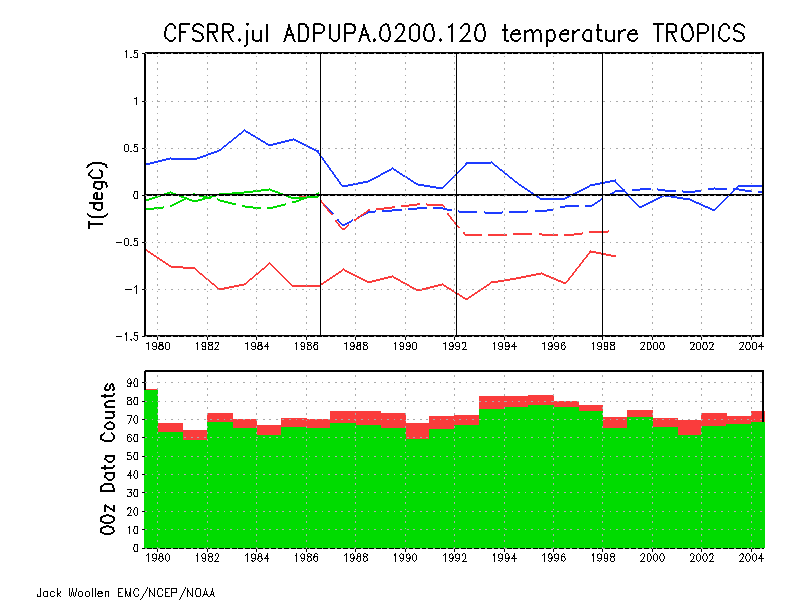 CFSRR.jul ADPUPA.0200.120 temperature TROPICS
T(degC)
1.5
1
0.5
0
-0.5
-1
-1.5
1980 1982 1984 1986 1988 1990 1992 1994 1996 1998 2000 2002 2004
00z Data Counts
90
80
70
60
50
40
30
20
10
0
1980 1982 1984 1986 1988 1990 1992 1994 1996 1998 2000 2002 2004
Jack Woollen EMC/NCEP/NOAA